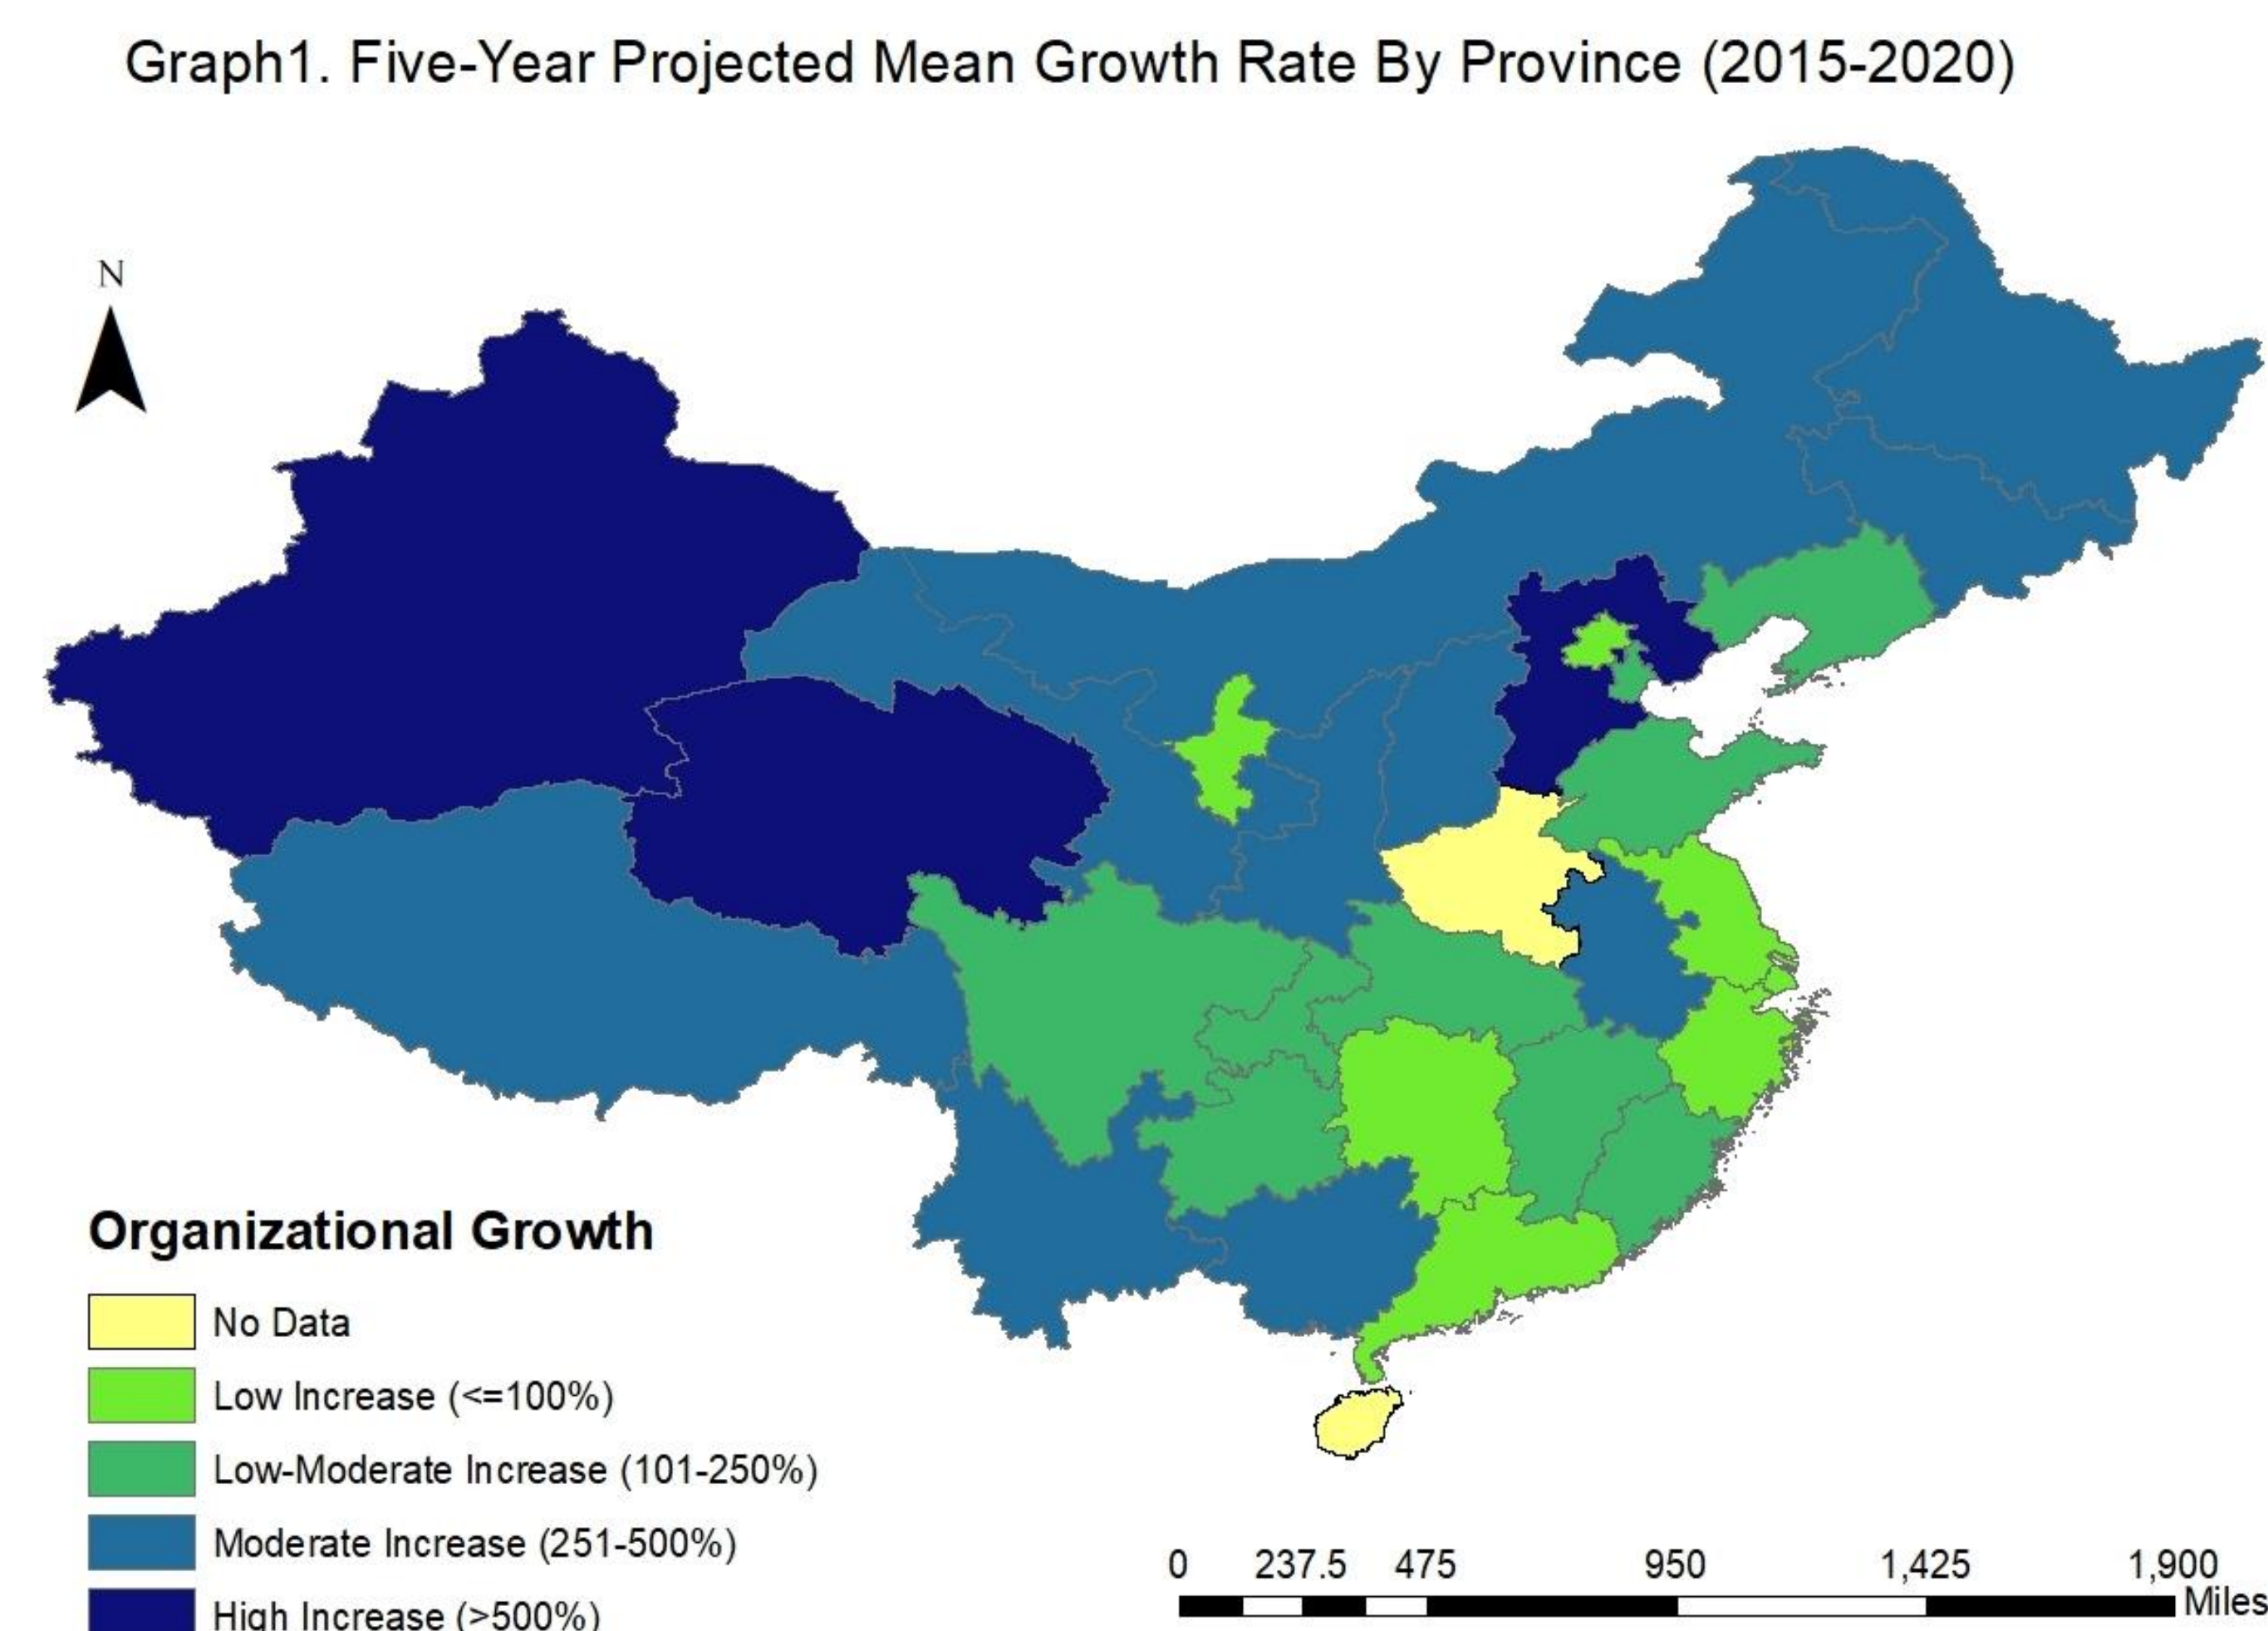 Graph1. Five-Year Projected Mean Growth Rate By Province (2015-2020)
N
Organizational Growth
No Data
Low Increase (<=100%)
Low-Moderate Increase (101-250%)
Moderate Increase (251-500%)
High Increase (>500%)
0 237.5 475 950 1,425 1,900
Miles